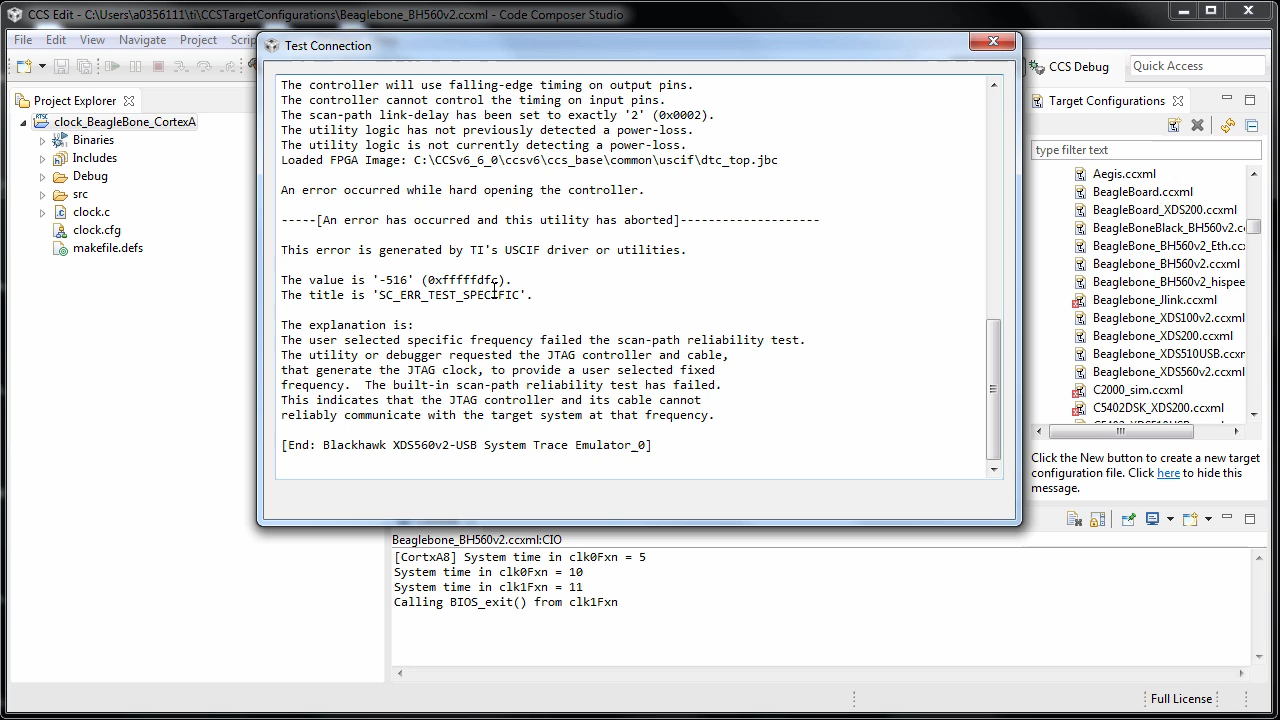 CCS Edit - C:\Users\a0356111\ti\CCSTargetConfigurations\Beaglebone_BH560v2.ccxml - Code Composer Studio
File Edit View Navigate Project
Test Connection
CCS Debug
Quick Access
Project Explorer
clock_BeagleBone_CortexA
Binaries
Includes
Debug
src
clock.c
clock.cfg
makefile.defs
The controller will use falling-edge timing on output pins.
The controller cannot control the timing on input pins.
The scan-path link-delay has been set to exactly '2' (0x0002).
The utility logic has not previously detected a power-loss.
The utility logic is not currently detecting a power-loss.
Loaded FPGA Image: C:\CCSv6_6_0\ccsv6\ccs_base\common\uscif\dtc_top.jbc
An error occurred while hard opening the controller.
-----[An error has occurred and this utility has aborted]--------------------
This error is generated by TI's USCIF driver or utilities.
The value is '-516' (0xfffffdfc).
The title is 'SC_ERR_TEST_SPECIFIC'.
The explanation is:
The user selected specific frequency failed the scan-path reliability test.
The utility or debugger requested the JTAG controller and cable,
that generate the JTAG clock, to provide a user selected fixed
frequency.  The built-in scan-path reliability test has failed.
This indicates that the JTAG controller and its cable cannot
reliably communicate with the target system at that frequency.
[End: Blackhawk XDS560v2-USB System Trace Emulator_0]
Target Configurations
type filter text
Aegis.ccxml
BeagleBoard.ccxml
BeagleBoard_XDS200.ccxml
BeagleBoneBlack_BH560v2.c
Beaglebone_BH560v2_Eth.cc
Beaglebone_BH560v2.ccxml
Beaglebone_BH560v2_hispee
Beaglebone_Jlink.ccxml
Beaglebone_XDS100v2.ccxml
Beaglebone_XDS200.ccxml
Beaglebone_XDS510USB.ccxm
Beaglebone_XDS560v2.ccxml
C2000_sim.ccxml
C5402DSK_XDS200.ccxml
Click the New button to create a new target
configuration file. Click here to hide this
message.
Beaglebone_BH560v2.ccxml:CIO
[CortxA8] System time in clk0Fxn = 5
System time in clk0Fxn = 10
System time in clk1Fxn = 11
Calling BIOS_exit() from clk1Fxn
Full License